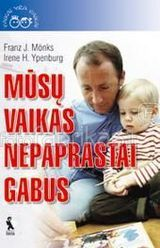 Franz J. Mönks
Irene H. Ypenburg
MŪSŲ
VAIKAS
NEPAPRASTAI
GABUS